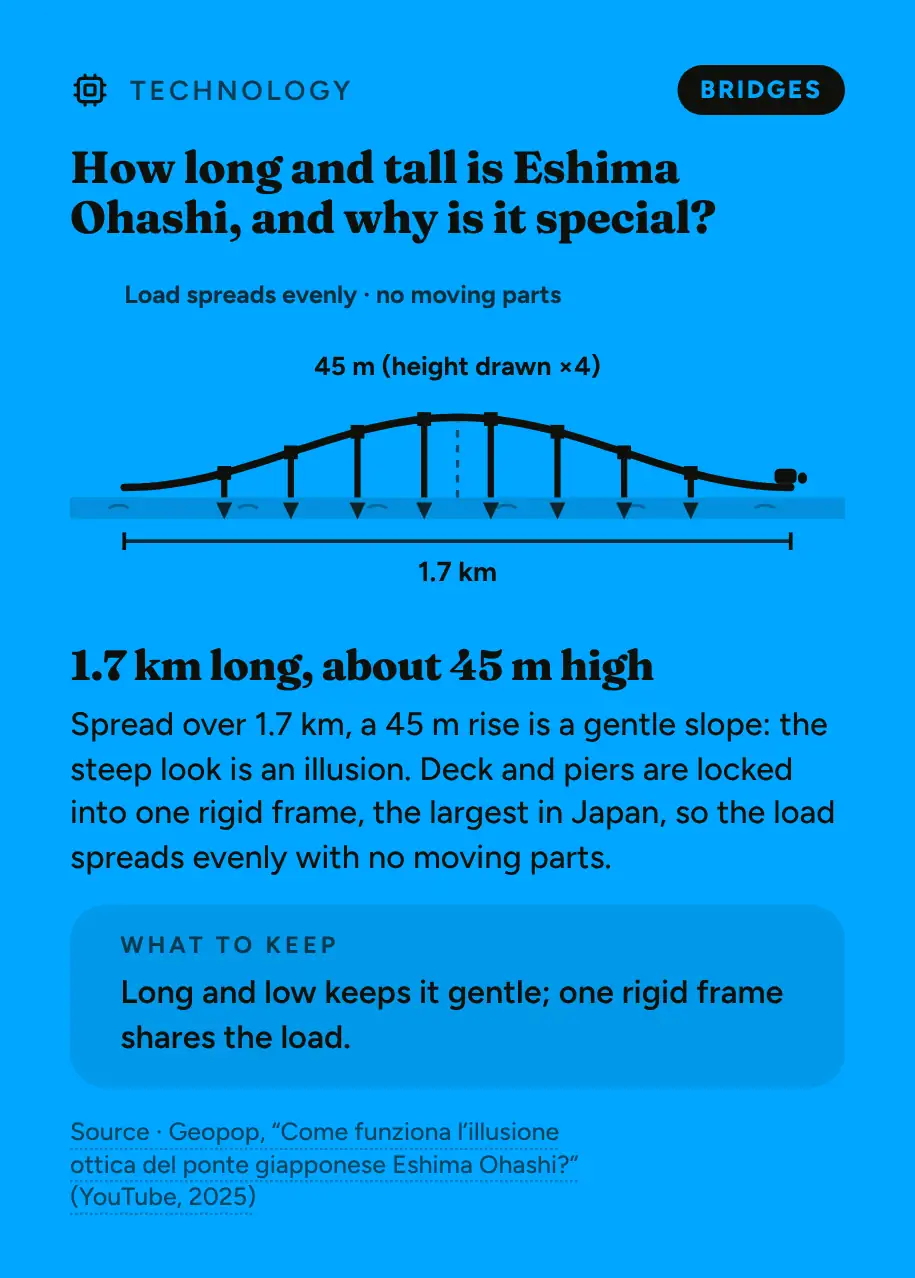 TECHNOLOGY
BRIDGES
How long and tall is Eshima
Ohashi, and why is it special?
Load spreads evenly · no moving parts
45 m (height drawn ×4)
1.7 km
1.7 km long, about 45 m high
Spread over 1.7 km, a 45 m rise is a gentle slope: the
steep look is an illusion. Deck and piers are locked
into one rigid frame, the largest in Japan, so the load
spreads evenly with no moving parts.
WHAT TO KEEP
Long and low keeps it gentle; one rigid frame
shares the load.
Source · Geopop, “Come funziona l’illusione
ottica del ponte giapponese Eshima Ohashi?”
(YouTube, 2025)